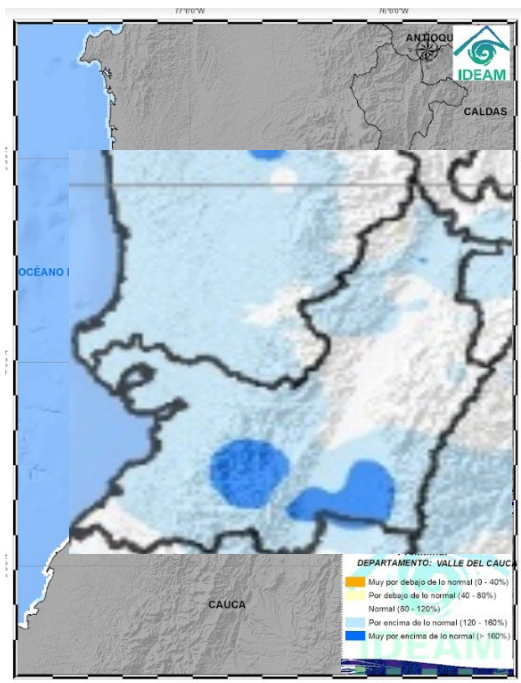 77°0'0"W 76°0'0"W
ANTIOQU
IDEAM
CALDAS
OCÉANO
CAUCA
DEPARTAMENTO: VALLE DEL CAUCA
Muy por debajo de lo normal (0 - 40%)
Por debajo de lo normal (40 - 80%)
Normal (80 - 120%)
Por encima de lo normal (120 - 160%)
Muy por encima de lo normal (> 160%)
IDEAM